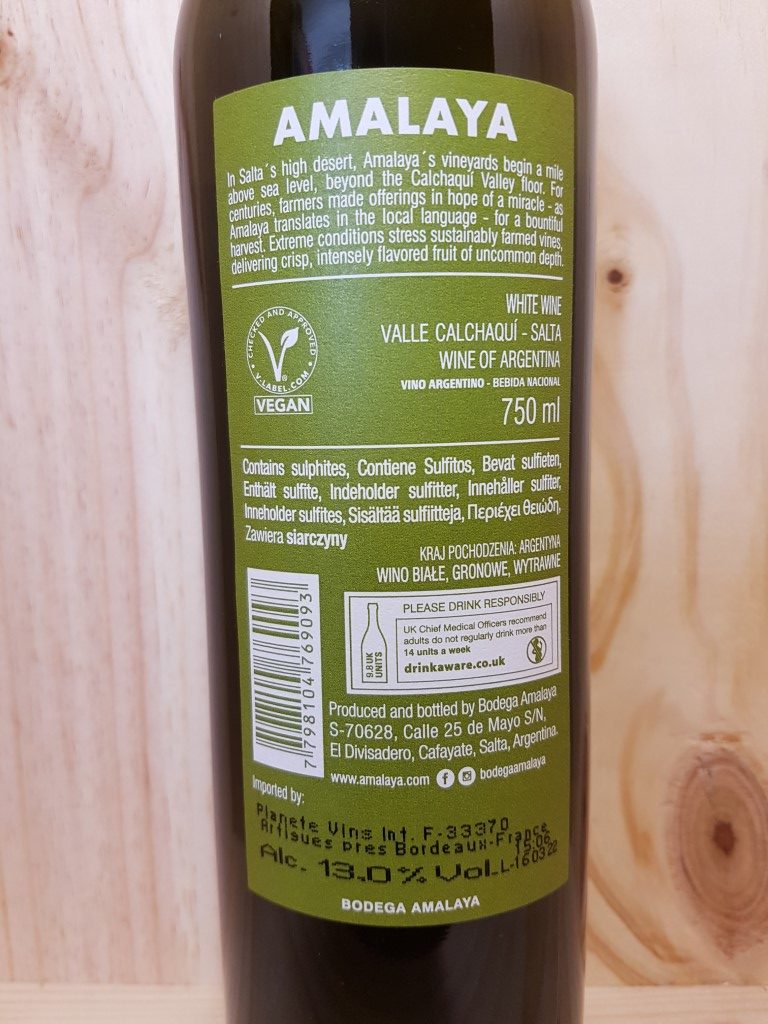 AMALAYA
In Salta´s high desert, Amalaya´s vineyards begin a mile
above sea level, beyond the Calchaquí Valley floor. For
centuries, farmers made offerings in hope of a miracle - as
Amalaya translates in the local language - for a bountiful
harvest. Extreme conditions stress sustainably farmed vines,
delivering crisp, intensely flavored fruit of uncommon depth.
CHECKED AND APPROVED
• V-LABEL.COM •
VEGAN
WHITE WINE
VALLE CALCHAQUÍ - SALTA
WINE OF ARGENTINA
VINO ARGENTINO - BEBIDA NACIONAL
750 ml
Contains sulphites, Contiene Sulfitos, Bevat sulfieten,
Enthält sulfite, Indeholder sulfitter, Innehåller sulfiter,
Inneholder sulfites, Sisältää sulfiitteja, Περιέχει θειώδη,
Zawiera siarczyny
KRAJ POCHODZENIA: ARGENTYNA
WINO BIAŁE, GRONOWE, WYTRAWNE
7 798104 769093
9.8 UK
UNITS
PLEASE DRINK RESPONSIBLY
UK Chief Medical Officers recommend
adults do not regularly drink more than
14 units a week
drinkaware.co.uk
Produced and bottled by Bodega Amalaya
S-70628, Calle 25 de Mayo S/N,
El Divisadero, Cafayate, Salta, Argentina.
www.amalaya.com f bodegaamalaya
Imported by:
Planete Vins Int. F-33370
Artigues pres Bordeaux-France
15:06
Alc. 13.0% Vol. L-160322
BODEGA AMALAYA